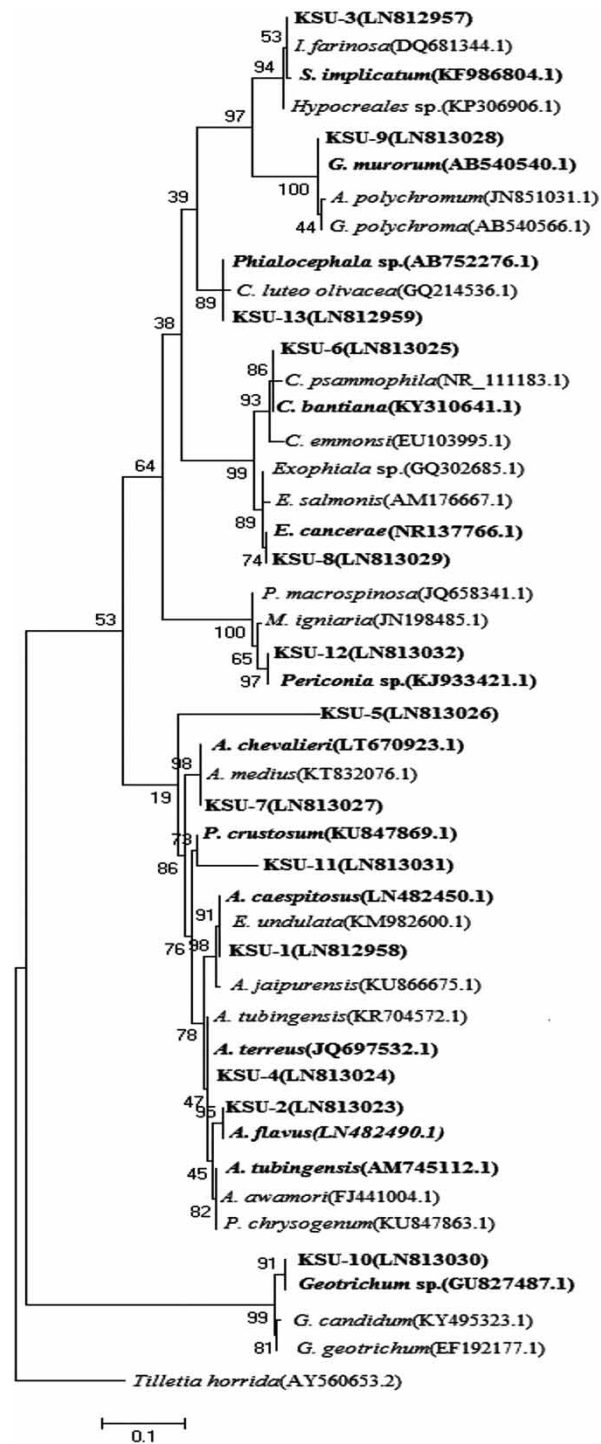 KSU-3(LN812957)
53
I. farinosa(DQ681344.1)
94
S. implicatum(KF986804.1)
Hypocreales sp.(KP306906.1)
97
KSU-9(LN813028)
G. murorum(AB540540.1)
100
A. polychromum(JN851031.1)
39
44
G. polychroma(AB540566.1)
Phialocephala sp.(AB752276.1)
C. luteo olivacea(GQ214536.1)
89
KSU-13(LN812959)
38
KSU-6(LN813025)
86
C. psammophila(NR_111183.1)
93
C. bantiana(KY310641.1)
C. emmonsi(EU103995.1)
99
Exophiala sp.(GQ302685.1)
64
E. salmonis(AM176667.1)
89
E. cancerae(NR137766.1)
74
KSU-8(LN813029)
P. macrospinosa(JQ658341.1)
53
M. igniaria(JN198485.1)
100
KSU-12(LN813032)
65
97
Periconia sp.(KJ933421.1)
KSU-5(LN813026)
A. chevalieri(LT670923.1)
98
A. medius(KT832076.1)
19
KSU-7(LN813027)
73
P. crustosum(KU847869.1)
86
KSU-11(LN813031)
A. caespitosus(LN482450.1)
91
E. undulata(KM982600.1)
76
98
KSU-1(LN812958)
A. jaipurensis(KU866675.1)
A. tubingensis(KR704572.1)
78
A. terreus(JQ697532.1)
KSU-4(LN813024)
47
95
KSU-2(LN813023)
A. flavus(LN482490.1)
45
A. tubingensis(AM745112.1)
A. awamori(FJ441004.1)
82
P. chrysogenum(KU847863.1)
91
KSU-10(LN813030)
Geotrichum sp.(GU827487.1)
99
G. candidum(KY495323.1)
81
G. geotrichum(EF192177.1)
Tilletia horrida(AY560653.2)
0.1